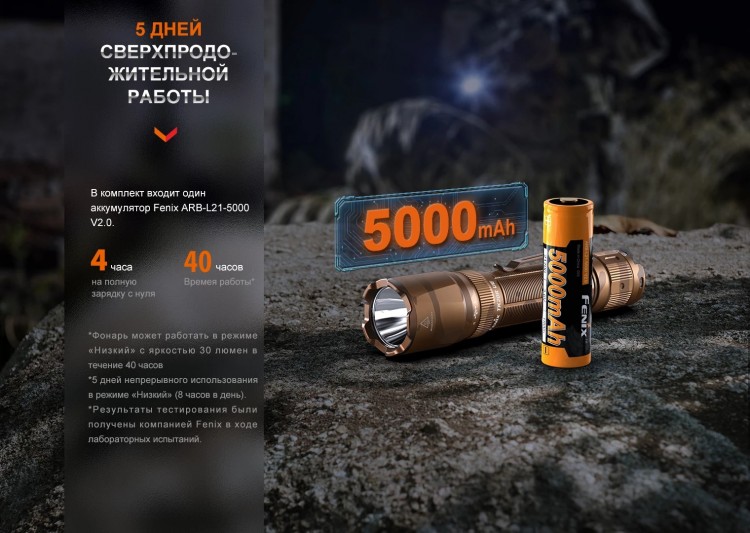 5 ДНЕЙ
СВЕРХПРОДО-
ЖИТЕЛЬНОЙ
РАБОТЫ
В комплект входит один
аккумулятор Fenix ARB-L21-5000
V2.0.
4 часа
на полную
зарядку с нуля
40 часов
Времея работы*
*Фонарь может работать в режиме
«Низкий» с яркостью 30 люмен в
течение 40 часов
*5 дней непрерывного использования
в режиме «Низкий» (8 часов в день).
*Результаты тестирования были
получены компанией Fenix в ходе
лабораторных испытаний.
5000mAh
FENIX
5000mAh